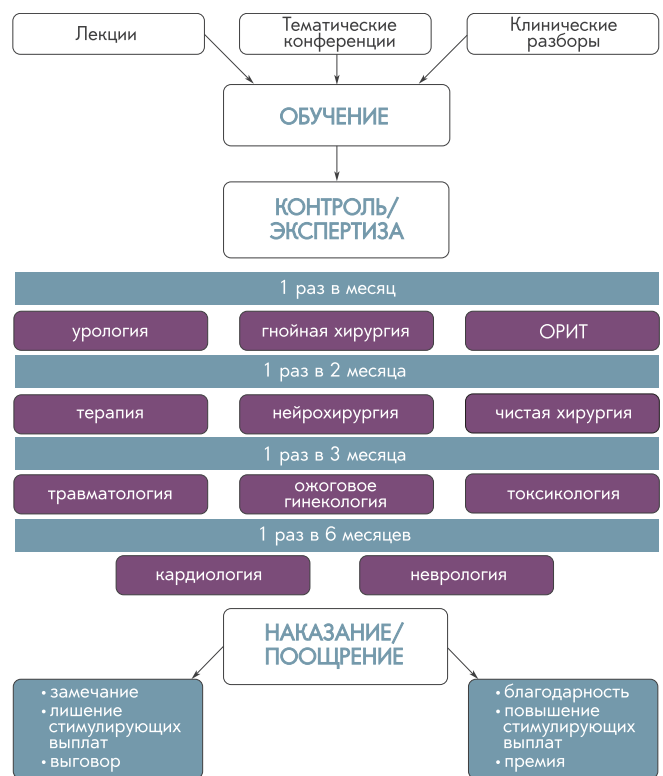 Лекции
Тематические
конференции
Клинические
разборы
ОБУЧЕНИЕ
КОНТРОЛЬ/
ЭКСПЕРТИЗА
1 раз в месяц
урология
гнойная хирургия
ОРИТ
1 раз в 2 месяца
терапия
нейрохирургия
чистая хирургия
1 раз в 3 месяца
травматология
ожоговое
гинекология
токсикология
1 раз в 6 месяцев
кардиология
неврология
НАКАЗАНИЕ/
ПООЩРЕНИЕ
• замечание
• лишение
стимулирующих
выплат
• выговор
• благодарность
• повышение
стимулирующих
выплат
• премия